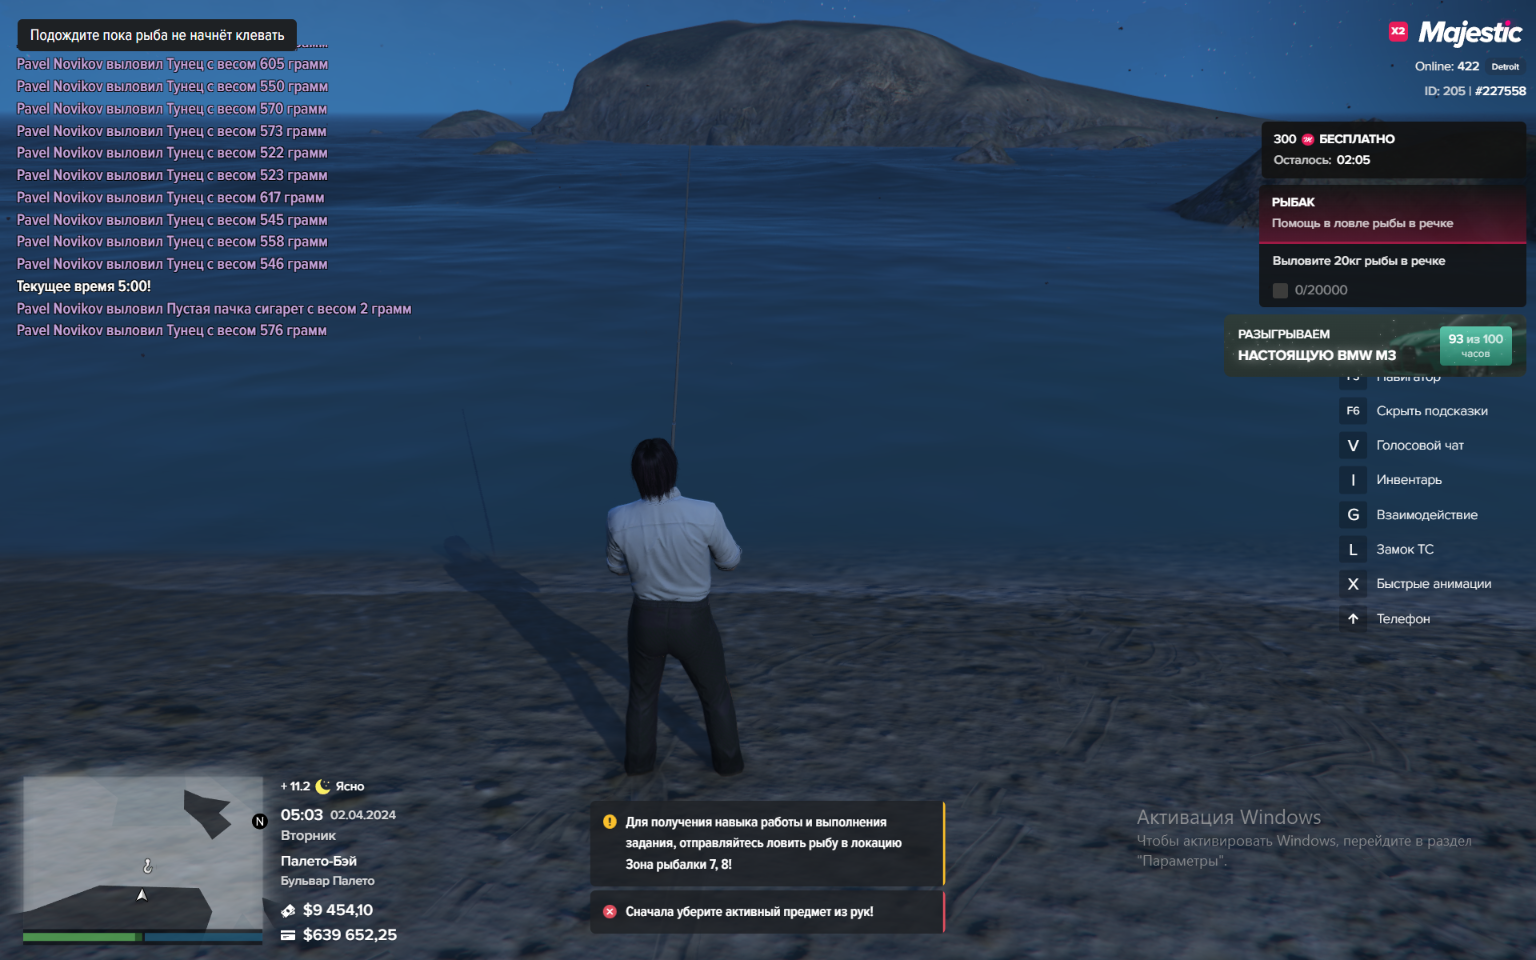 Подождите пока рыба не начнёт клевать
Pavel Novikov выловил Тунец с весом 605 грамм
Pavel Novikov выловил Тунец с весом 550 грамм
Pavel Novikov выловил Тунец с весом 570 грамм
Pavel Novikov выловил Тунец с весом 573 грамм
Pavel Novikov выловил Тунец с весом 522 грамм
Pavel Novikov выловил Тунец с весом 523 грамм
Pavel Novikov выловил Тунец с весом 617 грамм
Pavel Novikov выловил Тунец с весом 545 грамм
Pavel Novikov выловил Тунец с весом 558 грамм
Pavel Novikov выловил Тунец с весом 546 грамм
Текущее время 5:00!
Pavel Novikov выловил Пустая пачка сигарет с весом 2 грамм
Pavel Novikov выловил Тунец с весом 576 грамм
X2 Majestic
Online: 422 Detroit
ID: 205 | #227558
300 БЕСПЛАТНО
Осталось: 02:05
РЫБАК
Помощь в ловле рыбы в речке
Выловите 20кг рыбы в речке
0/20000
РАЗЫГРЫВАЕМ
НАСТОЯЩУЮ BMW M3
93 из 100
часов
Навигатор
F6 Скрыть подсказки
V Голосовой чат
I Инвентарь
G Взаимодействие
L Замок ТС
X Быстрые анимации
↑ Телефон
N
+11.2 Ясно
05:03 02.04.2024
Вторник
Палето-Бэй
Бульвар Палето
$9 454,10
$639 652,25
Для получения навыка работы и выполнения
задания, отправляйтесь ловить рыбу в локацию
Зона рыбалки 7, 8!
Сначала уберите активный предмет из рук!
Активация Windows
Чтобы активировать Windows, перейдите в раздел
"Параметры".